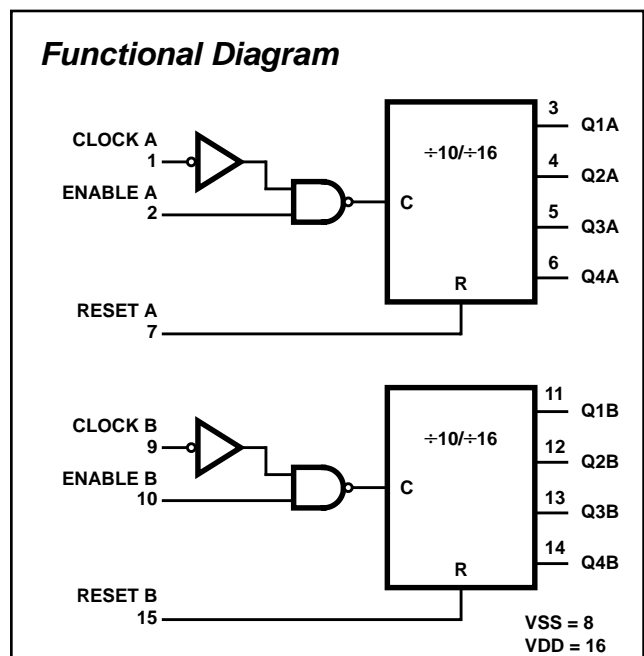 Functional Diagram
CLOCK A
1
ENABLE A
2
RESET A
7
÷10/÷16
C
R
3 Q1A
4 Q2A
5 Q3A
6 Q4A
CLOCK B
9
ENABLE B
10
RESET B
15
÷10/÷16
C
R
11 Q1B
12 Q2B
13 Q3B
14 Q4B
VSS = 8
VDD = 16